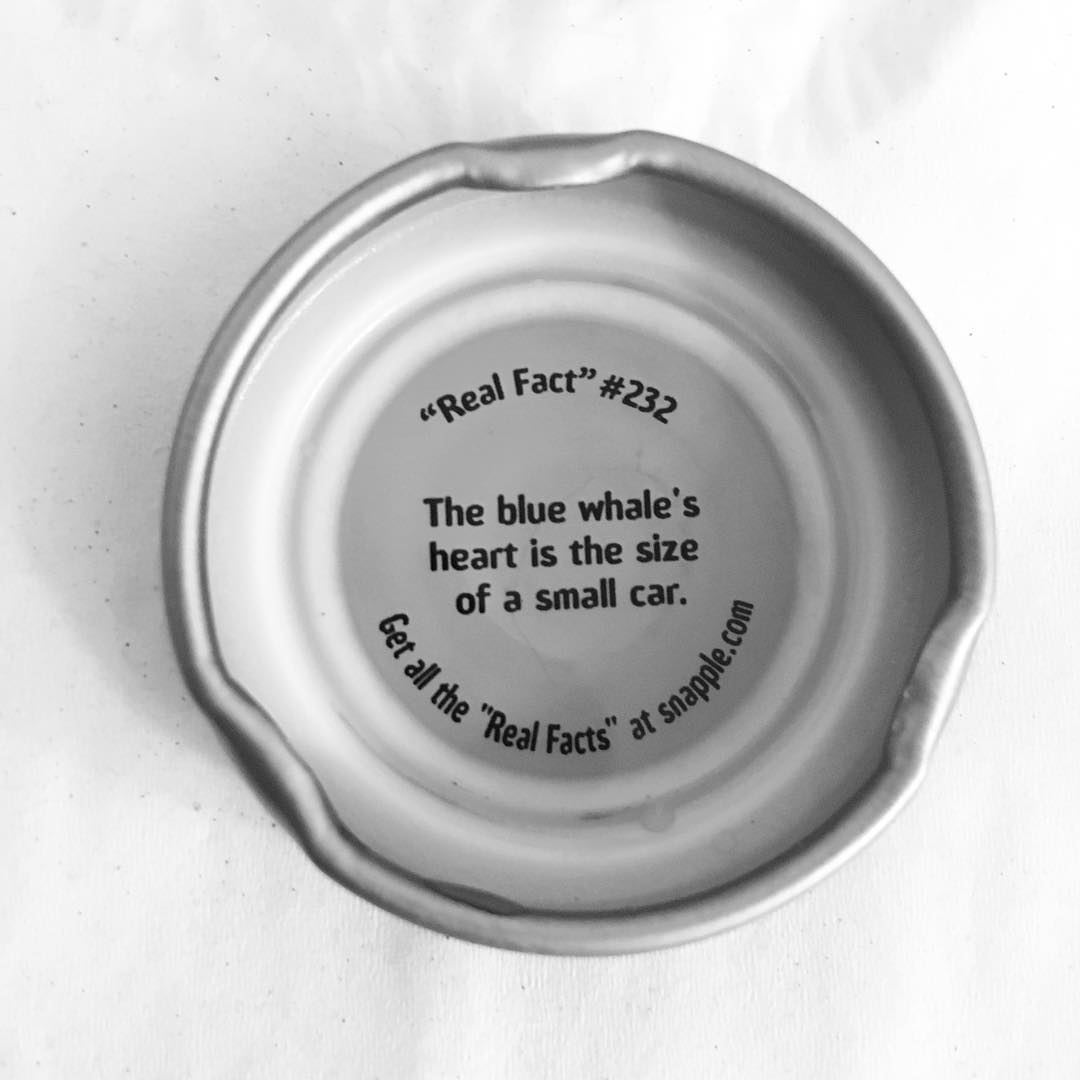 “Real Fact” #232
The blue whale's
heart is the size
of a small car.
Get all the "Real Facts" at snapple.com